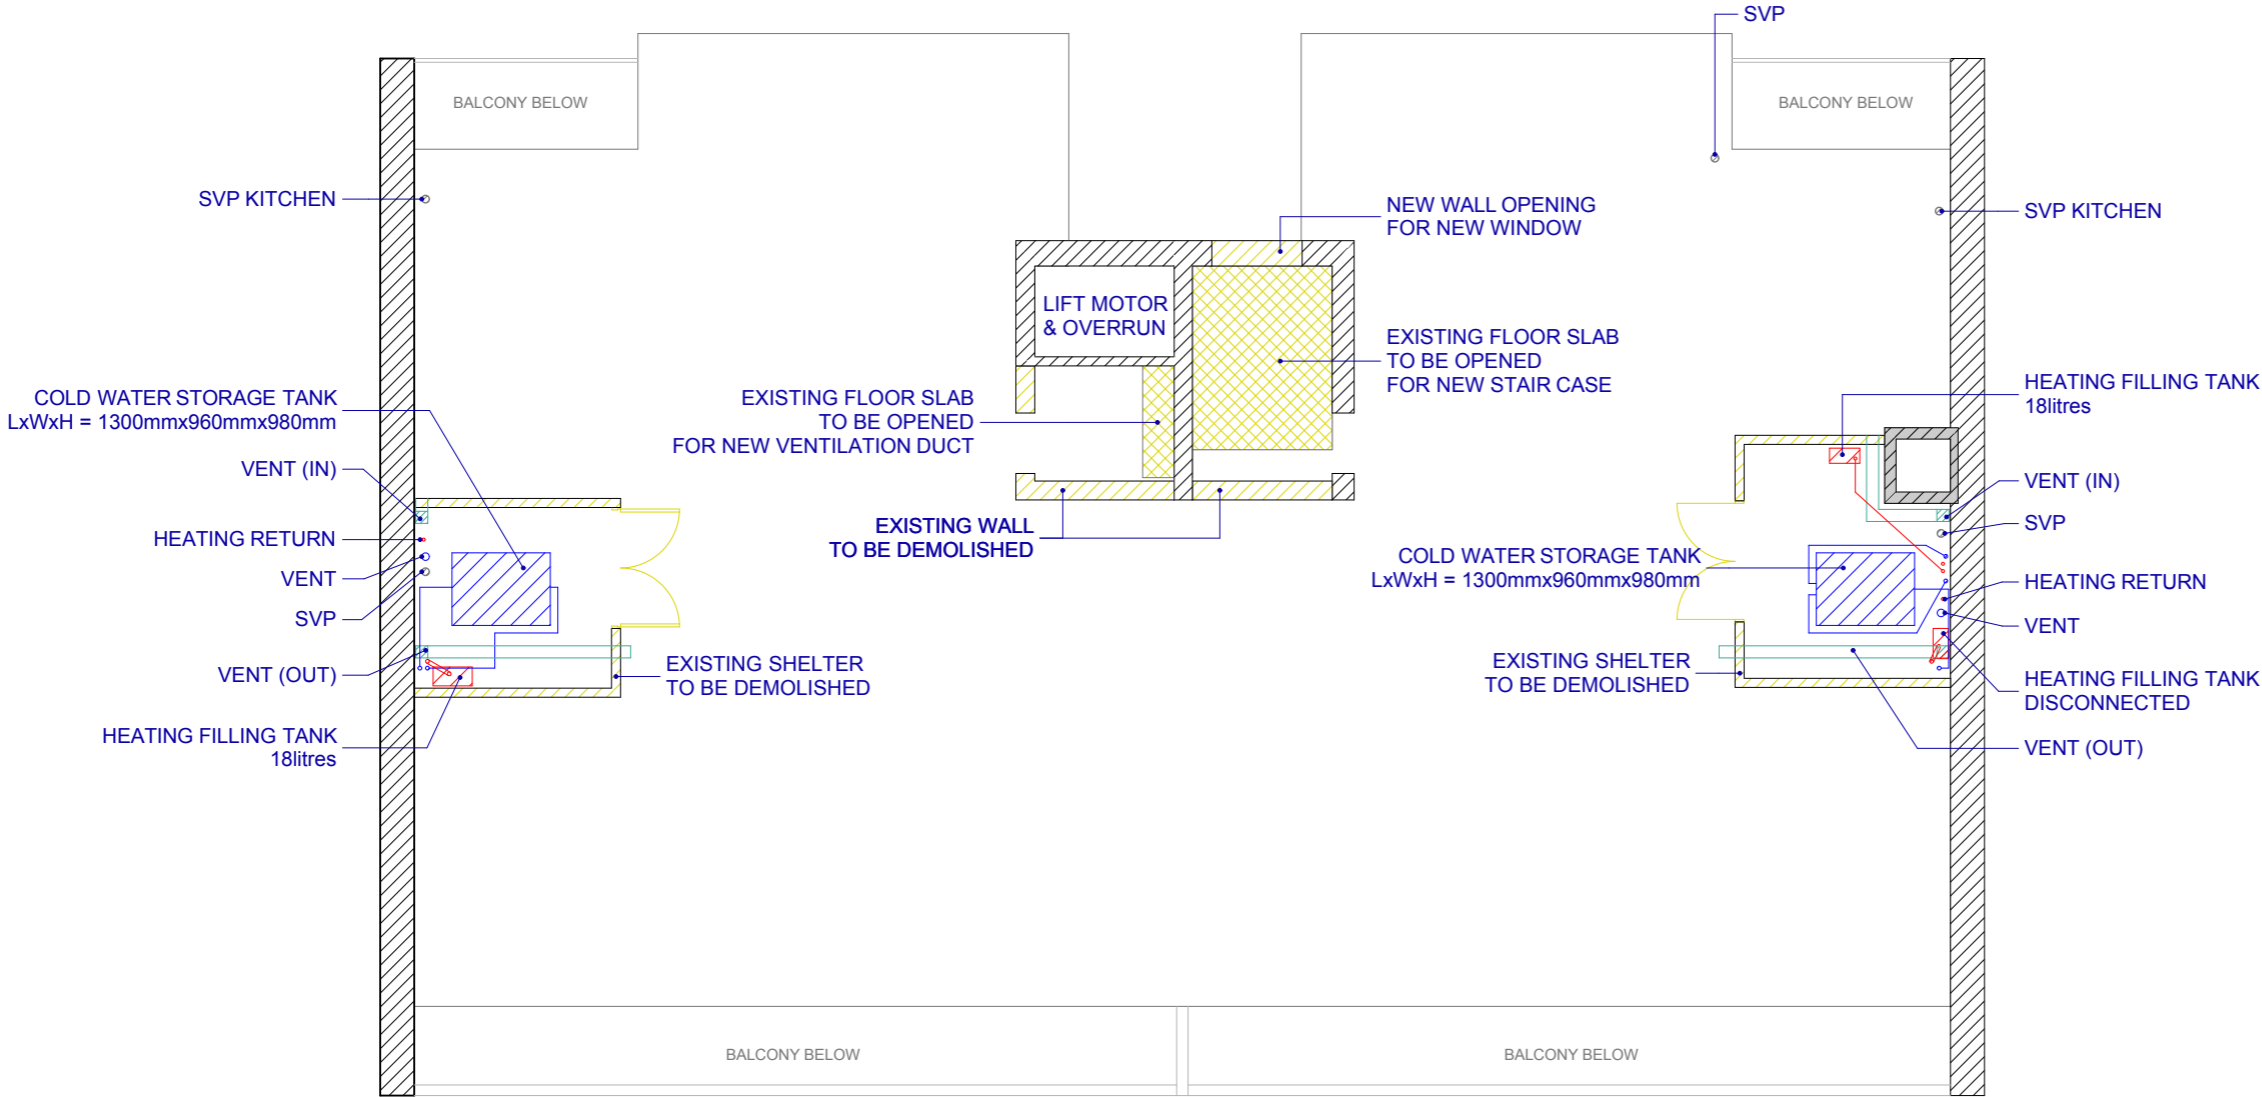 SVP
BALCONY BELOW
BALCONY BELOW
SVP KITCHEN
NEW WALL OPENING
FOR NEW WINDOW
SVP KITCHEN
LIFT MOTOR
& OVERRUN
EXISTING FLOOR SLAB
TO BE OPENED
FOR NEW STAIR CASE
COLD WATER STORAGE TANK
LxWxH = 1300mmx960mmx980mm
EXISTING FLOOR SLAB
TO BE OPENED
FOR NEW VENTILATION DUCT
HEATING FILLING TANK
18litres
VENT (IN)
VENT (IN)
HEATING RETURN
EXISTING WALL
TO BE DEMOLISHED
SVP
VENT
COLD WATER STORAGE TANK
LxWxH = 1300mmx960mmx980mm
HEATING RETURN
SVP
VENT
VENT (OUT)
EXISTING SHELTER
TO BE DEMOLISHED
EXISTING SHELTER
TO BE DEMOLISHED
HEATING FILLING TANK
DISCONNECTED
HEATING FILLING TANK
18litres
VENT (OUT)
BALCONY BELOW
BALCONY BELOW